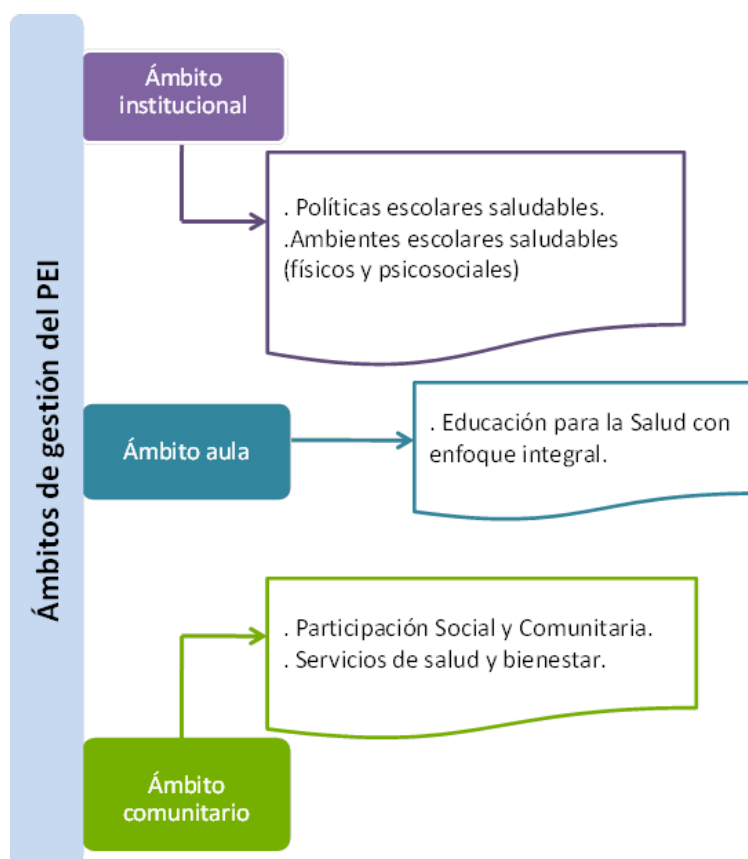 Ámbitos de gestión del PEI
Ámbito
institucional
. Políticas escolares saludables.
.Ambientes escolares saludables
(físicos y psicosociales)
Ámbito aula
. Educación para la Salud con
enfoque integral.
. Participación Social y Comunitaria.
. Servicios de salud y bienestar.
Ámbito
comunitario